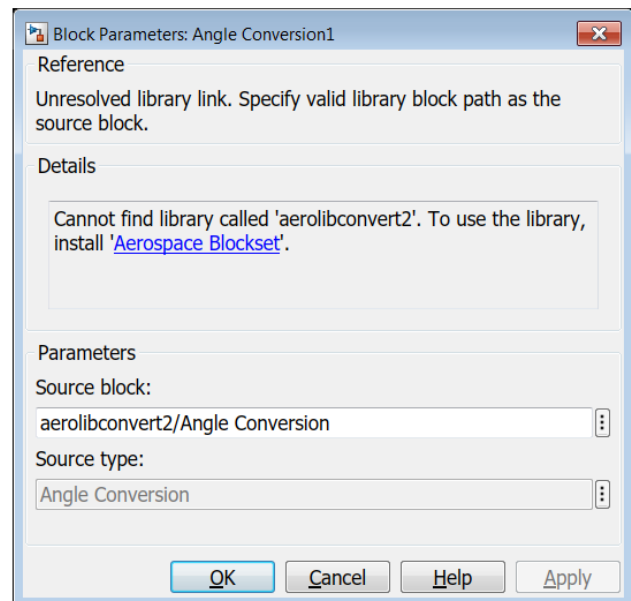 Block Parameters: Angle Conversion1
Reference
Unresolved library link. Specify valid library block path as the
source block.
Details
Cannot find library called 'aerolibconvert2'. To use the library,
install 'Aerospace Blockset'.
Parameters
Source block:
aerolibconvert2/Angle Conversion
Source type:
Angle Conversion
OK Cancel Help Apply